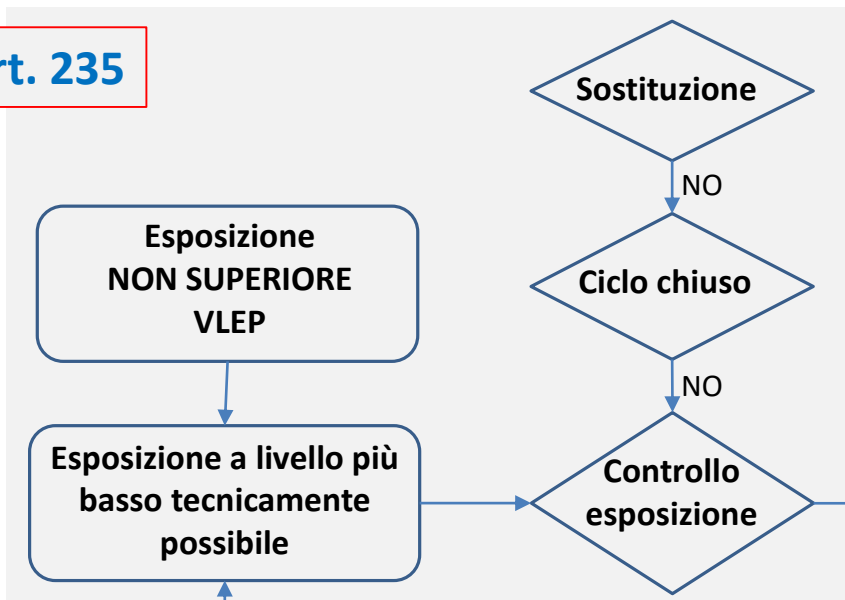 rt. 235
Sostituzione
NO
Esposizione
NON SUPERIORE
VLEP
Ciclo chiuso
NO
Esposizione a livello più
basso tecnicamente
possibile
Controllo
esposizione